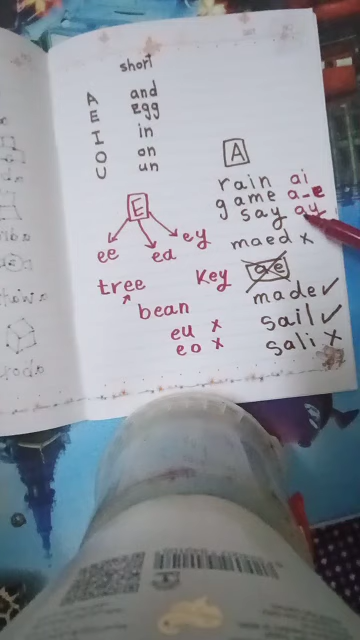 short
A and
E egg
I in
O on
U un
E
ee ea ey
tree
bean
Key
eu x
eo x
A
rain ai
game a-e
say ay
maed x
ae
made ✓
sail ✓
sali x